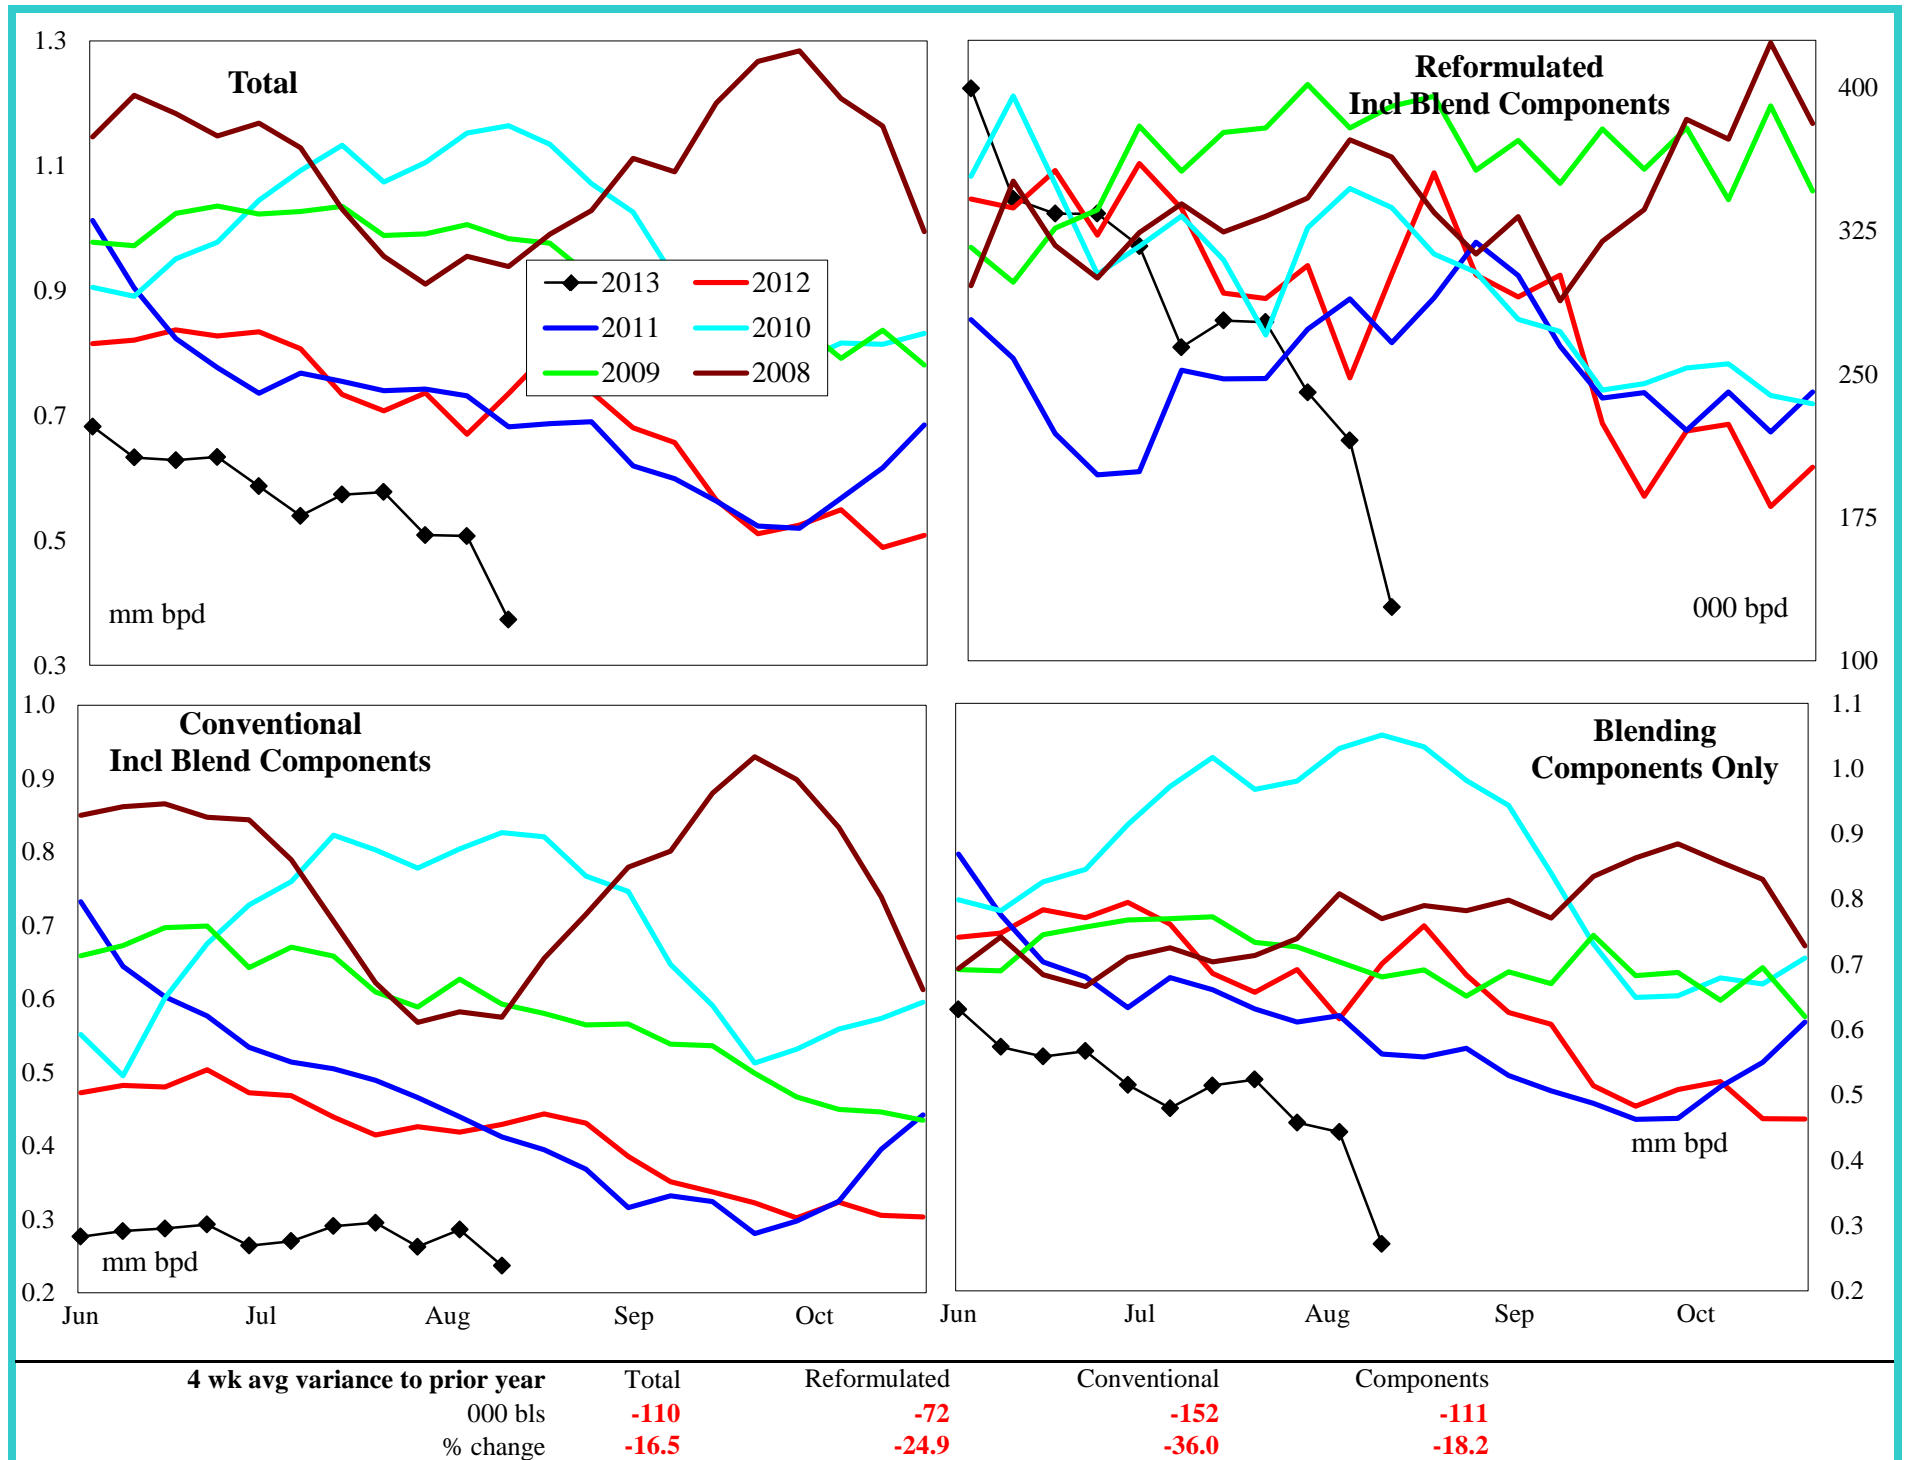 Total
1.3
1.1
0.9
0.7
0.5
0.3
mm bpd
2013
2012
2011
2010
2009
2008
Reformulated
Incl Blend Components
400
325
250
175
100
000 bpd
Conventional
Incl Blend Components
1.0
0.9
0.8
0.7
0.6
0.5
0.4
0.3
0.2
mm bpd
Jun Jul Aug Sep Oct
Blending
Components Only
1.1
1.0
0.9
0.8
0.7
0.6
0.5
0.4
0.3
0.2
mm bpd
Jun Jul Aug Sep Oct
4 wk avg variance to prior year Total Reformulated Conventional Components
000 bls -110 -72 -152 -111
% change -16.5 -24.9 -36.0 -18.2